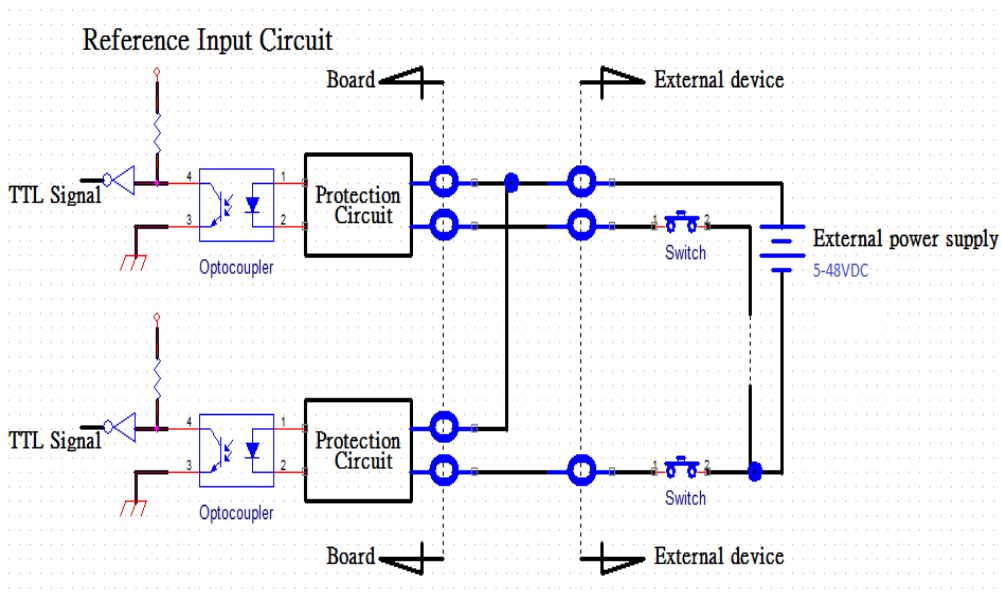 Reference Input Circuit
Board
External device
TTL Signal
4
3
1
2
Optocoupler
Protection
Circuit
1
2
Switch
External power supply
5-48VDC
TTL Signal
4
3
1
2
Optocoupler
Protection
Circuit
1
2
Switch
Board
External device